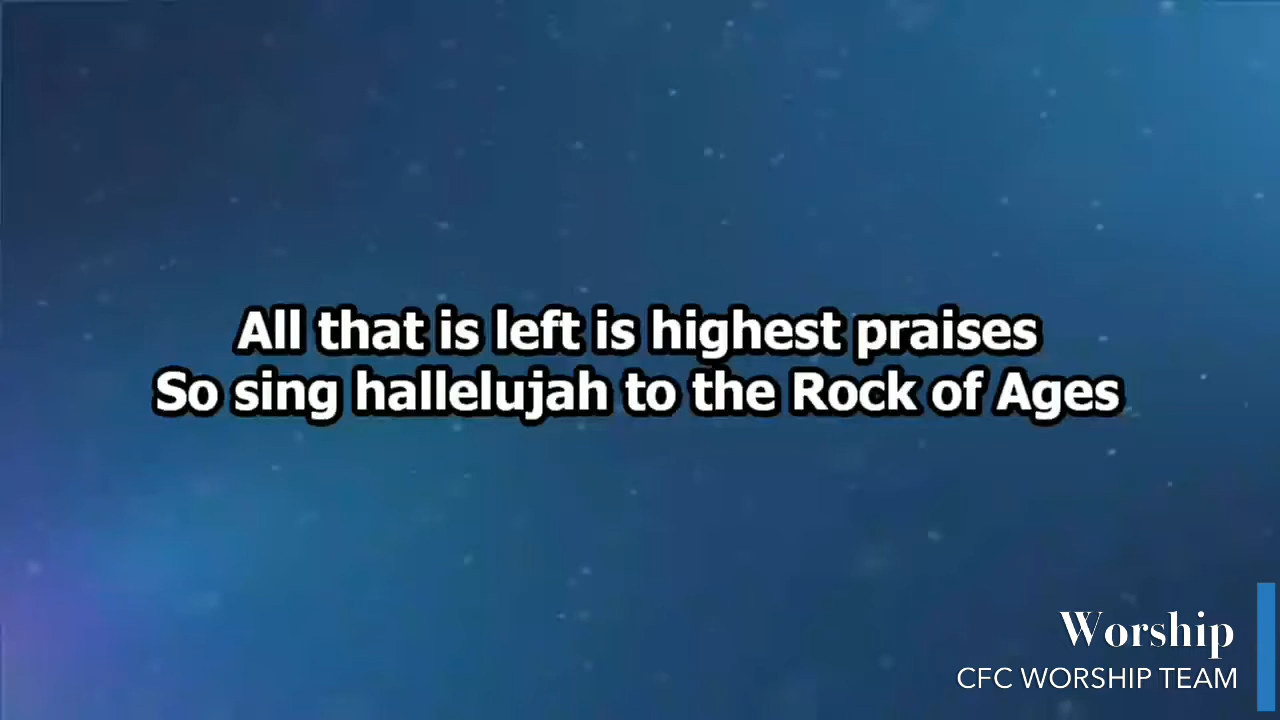 All that is left is highest praises
So sing hallelujah to the Rock of Ages
Worship
CFC WORSHIP TEAM